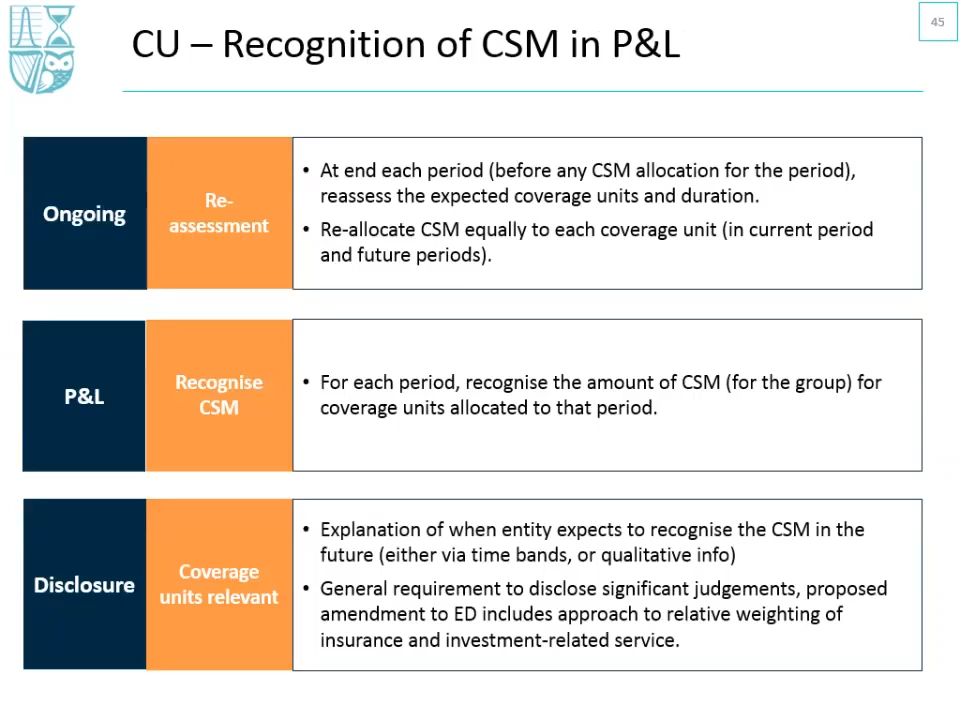 45
CU – Recognition of CSM in P&L
Ongoing
Re-
assessment
• At end each period (before any CSM allocation for the period),
reassess the expected coverage units and duration.
• Re-allocate CSM equally to each coverage unit (in current period
and future periods).
P&L
Recognise
CSM
• For each period, recognise the amount of CSM (for the group) for
coverage units allocated to that period.
Disclosure
Coverage
units relevant
• Explanation of when entity expects to recognise the CSM in the
future (either via time bands, or qualitative info)
• General requirement to disclose significant judgements, proposed
amendment to ED includes approach to relative weighting of
insurance and investment-related service.